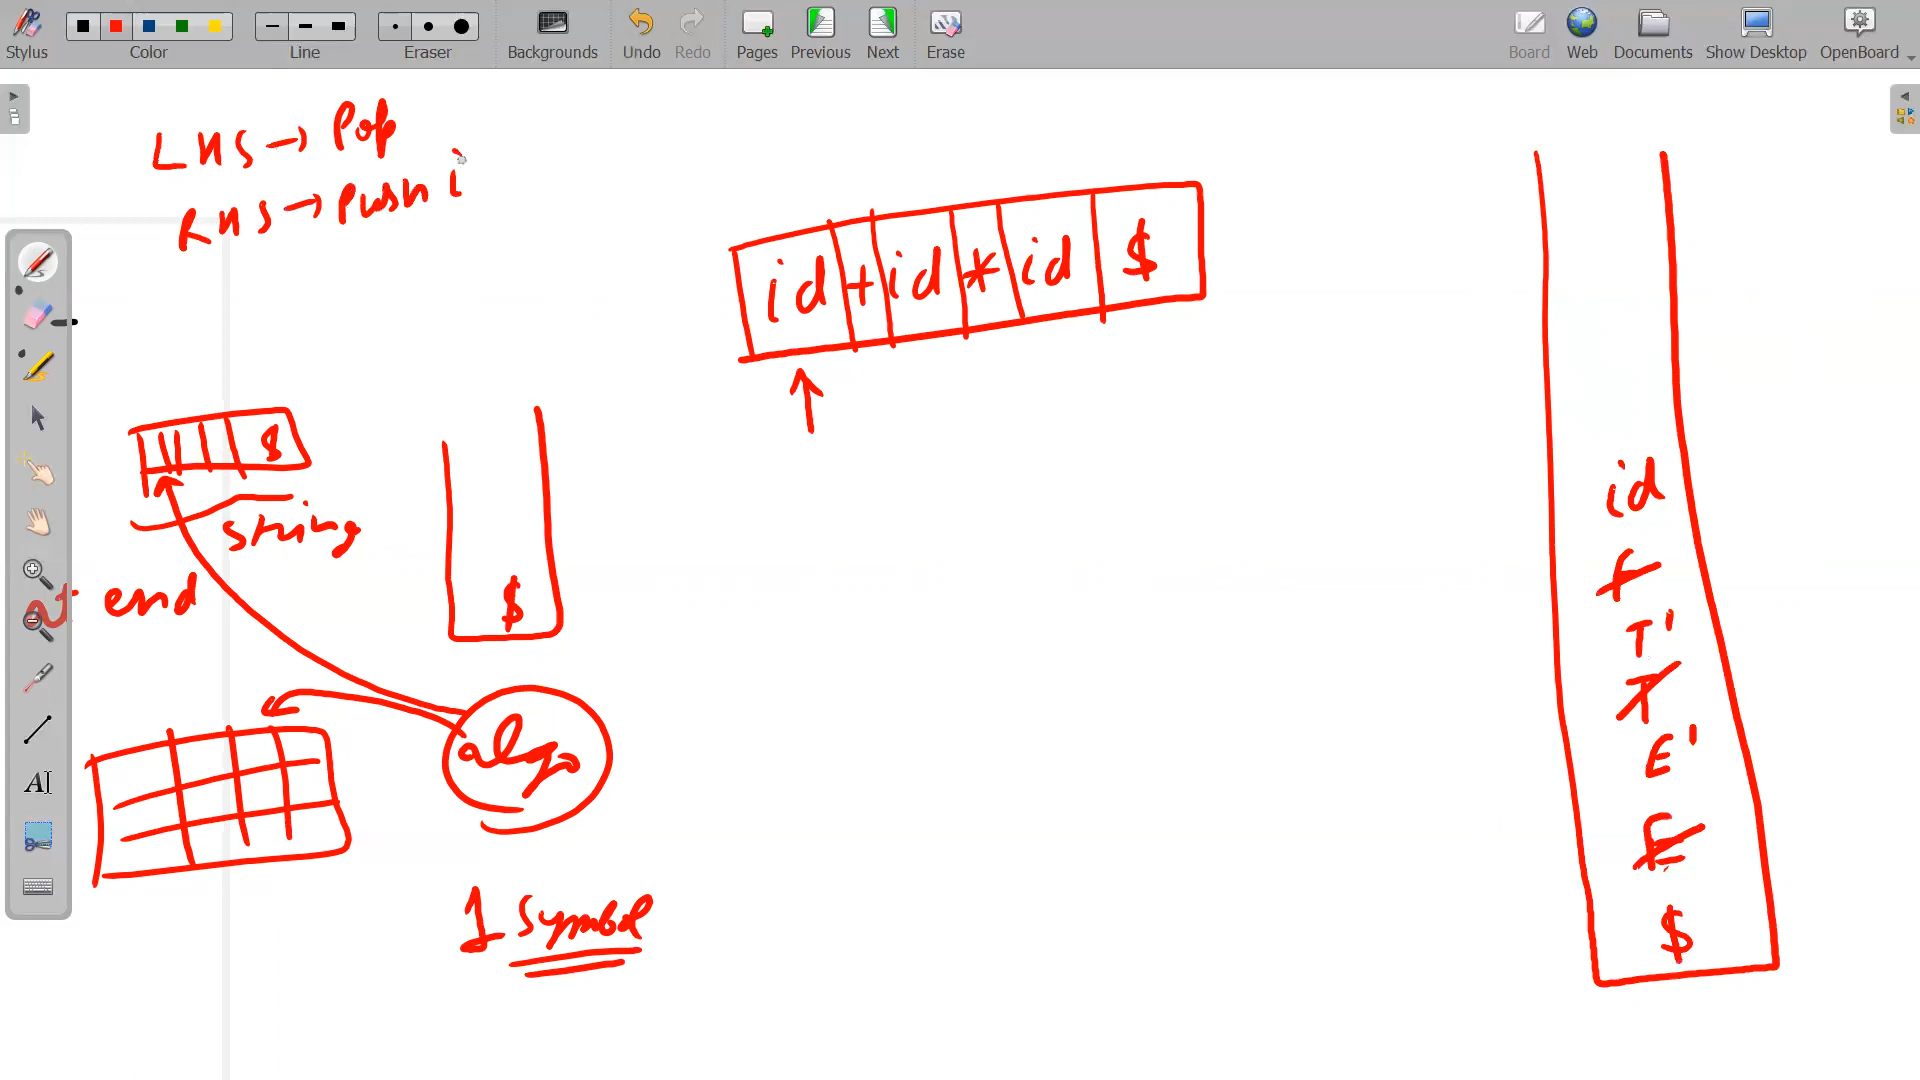 Stylus Color Line Eraser Backgrounds Undo Redo Pages Previous Next Erase Board Web Documents Show Desktop OpenBoard
LHS → Pop
RHS → Push i
id + id * id $
$
string
at end
$
algo
1 Symbol
id
F
T'
T
E'
E
$
AI